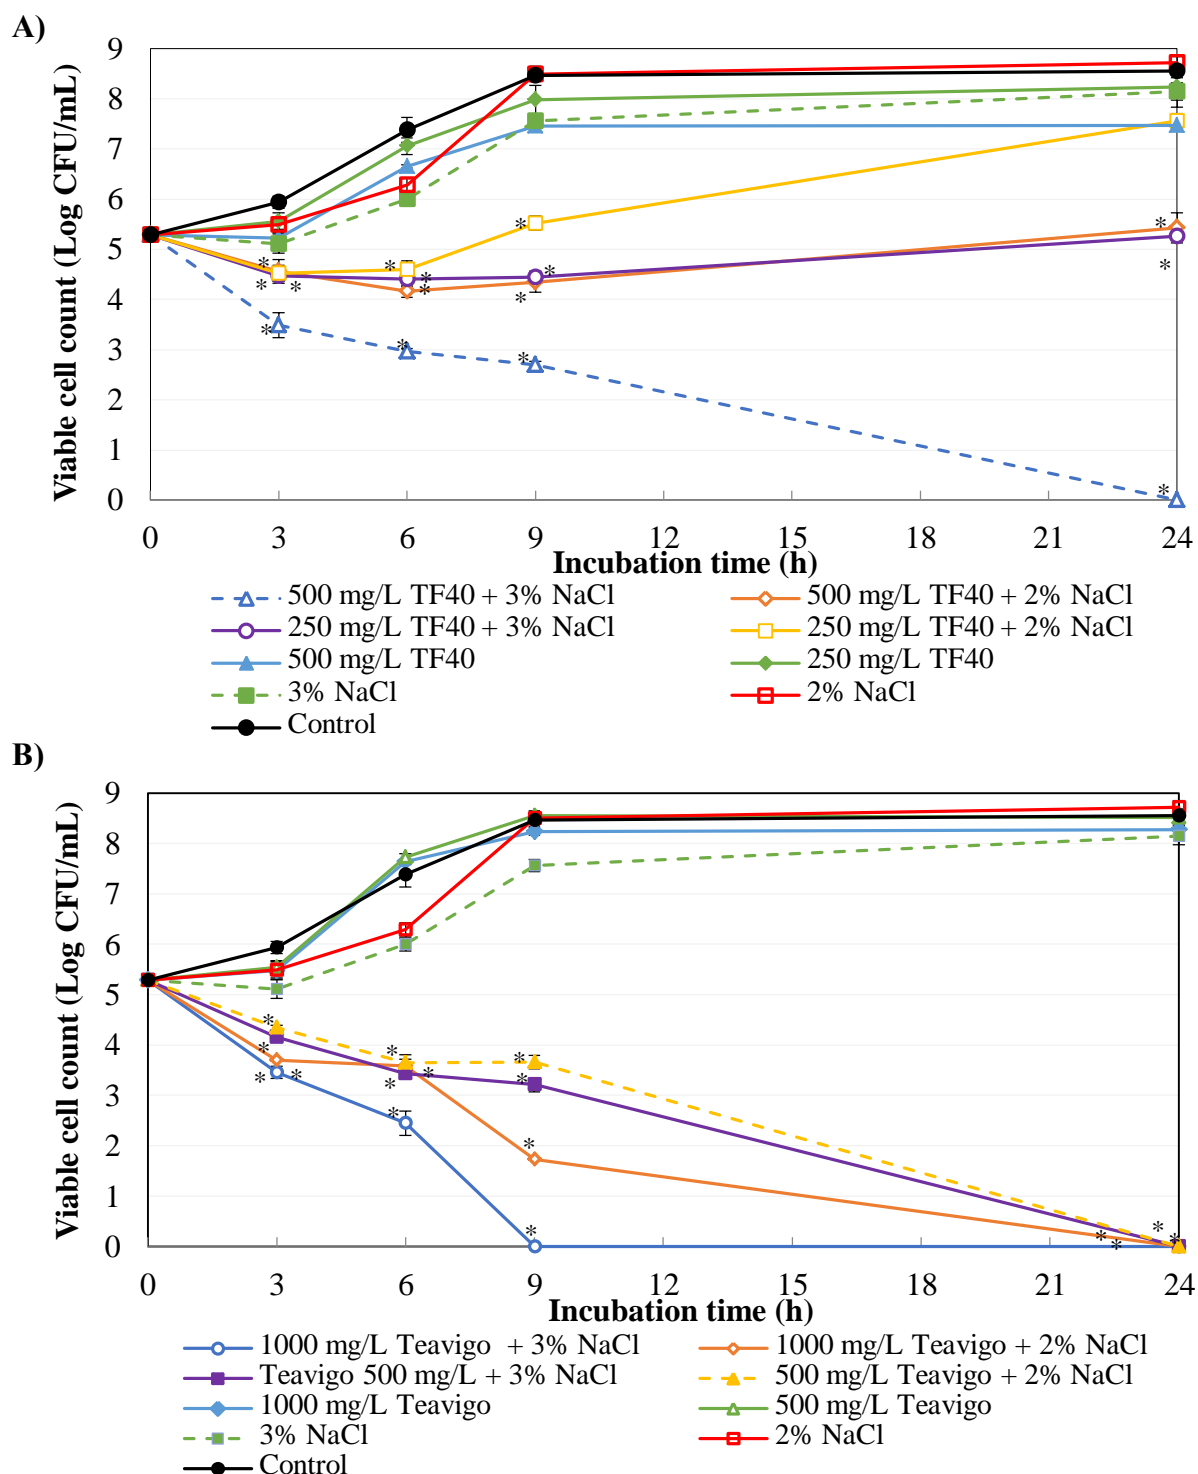 A)
9
8
7
6
5
4
3
2
1
0
Viable cell count (Log CFU/mL)
* * * * * * * * * * * * * * *
0 3 6 9 12 15 18 21 24
Incubation time (h)
500 mg/L TF40 + 3% NaCl 500 mg/L TF40 + 2% NaCl
250 mg/L TF40 + 3% NaCl 250 mg/L TF40 + 2% NaCl
500 mg/L TF40 250 mg/L TF40
3% NaCl 2% NaCl
Control
B)
9
8
7
6
5
4
3
2
1
0
Viable cell count (Log CFU/mL)
* * * * * * * * * * * * * * * *
0 3 6 9 12 15 18 21 24
Incubation time (h)
1000 mg/L Teavigo + 3% NaCl 1000 mg/L Teavigo + 2% NaCl
Teavigo 500 mg/L + 3% NaCl 500 mg/L Teavigo + 2% NaCl
1000 mg/L Teavigo 500 mg/L Teavigo
3% NaCl 2% NaCl
Control